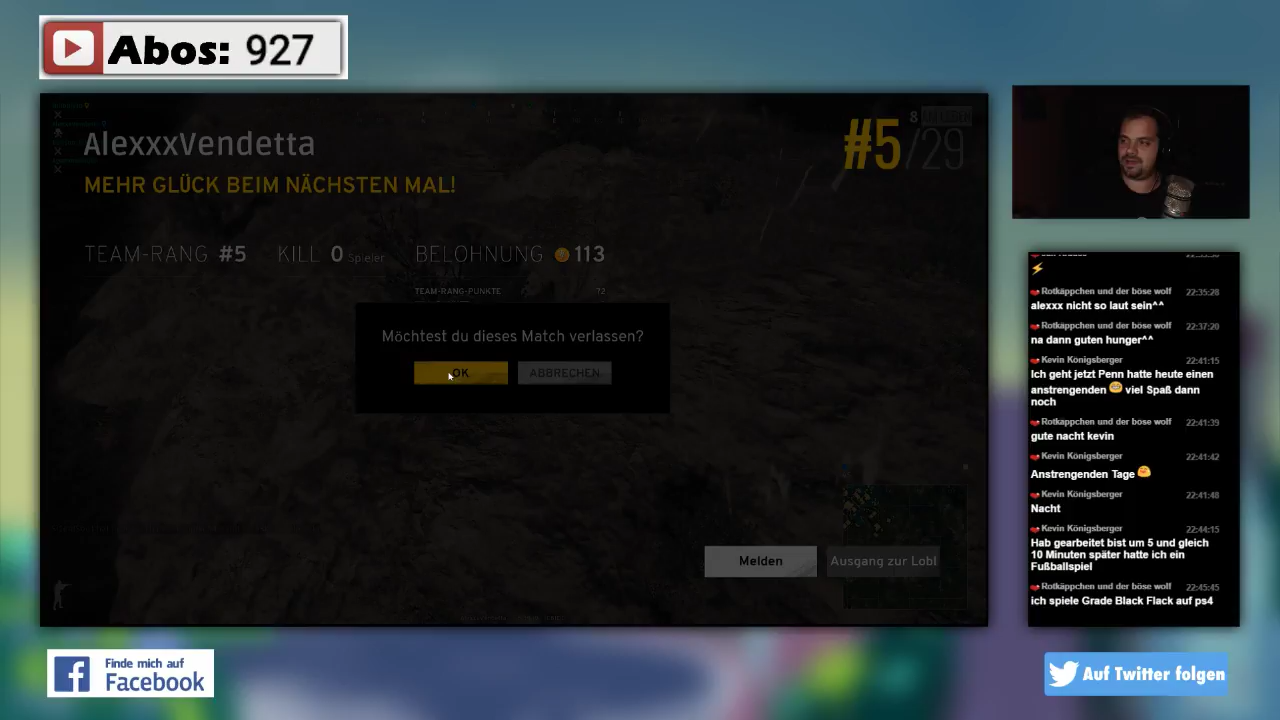 Abos: 927
AlexxxVendetta
MEHR GLÜCK BEIM NÄCHSTEN MAL!
#5/29
8
TEAM-RANG #5 KILL 0 Spieler BELOHNUNG 113
TEAM-RANG-PUNKTE
Möchtest du dieses Match verlassen?
OK ABBRECHEN
Melden
Ausgang zur Lobl
Rotkäppchen und der böse wolf 22:35:28
alexxx nicht so laut sein^^
Rotkäppchen und der böse wolf 22:37:20
na dann guten hunger^^
Kevin Königsberger 22:41:15
Ich geht jetzt Penn hatte heute einen
anstrengenden viel Spaß dann
noch
Rotkäppchen und der böse wolf 22:41:39
gute nacht kevin
Kevin Königsberger 22:41:42
Anstrengenden Tage
Kevin Königsberger 22:41:48
Nacht
Kevin Königsberger 22:44:15
Hab gearbeitet bist um 5 und gleich
10 Minuten später hatte ich ein
Fußballspiel
Rotkäppchen und der böse wolf 22:45:45
ich spiele Grade Black Flack auf ps4
Finde mich auf
Facebook
Auf Twitter folgen